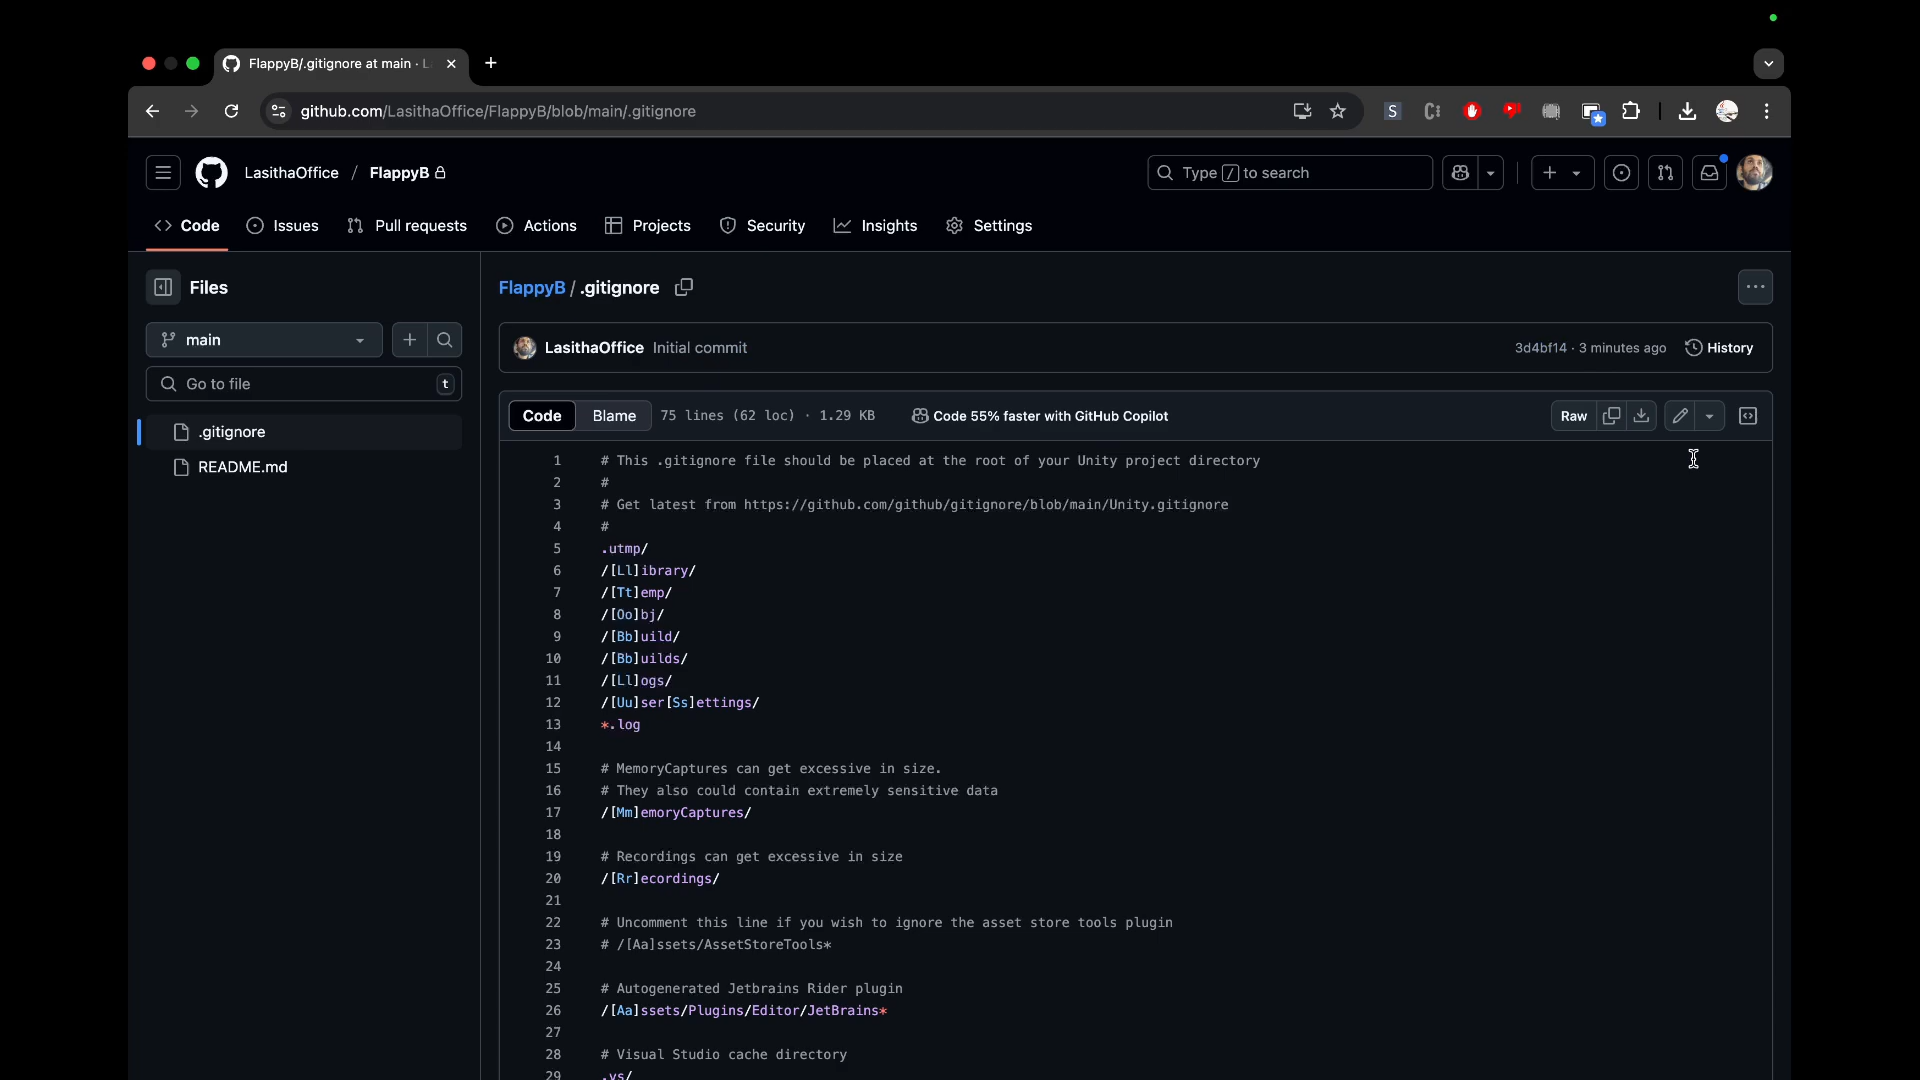 FlappyB/.gitignore at main · L
github.com/LasithaOffice/FlappyB/blob/main/.gitignore
LasithaOffice / FlappyB
Type / to search
Code
Issues
Pull requests
Actions
Projects
Security
Insights
Settings
Files
main
Go to file
t
.gitignore
README.md
FlappyB / .gitignore
LasithaOffice Initial commit
3d4bf14 · 3 minutes ago
History
Code
Blame
75 lines (62 loc) · 1.29 KB
Code 55% faster with GitHub Copilot
Raw
1 # This .gitignore file should be placed at the root of your Unity project directory
2 #
3 # Get latest from https://github.com/github/gitignore/blob/main/Unity.gitignore
4 #
5 .utmp/
6 /[Ll]ibrary/
7 /[Tt]emp/
8 /[Oo]bj/
9 /[Bb]uild/
10 /[Bb]uilds/
11 /[Ll]ogs/
12 /[Uu]ser[Ss]ettings/
13 *.log
14
15 # MemoryCaptures can get excessive in size.
16 # They also could contain extremely sensitive data
17 /[Mm]emoryCaptures/
18
19 # Recordings can get excessive in size
20 /[Rr]ecordings/
21
22 # Uncomment this line if you wish to ignore the asset store tools plugin
23 # /[Aa]ssets/AssetStoreTools*
24
25 # Autogenerated Jetbrains Rider plugin
26 /[Aa]ssets/Plugins/Editor/JetBrains*
27
28 # Visual Studio cache directory
29 .vs/